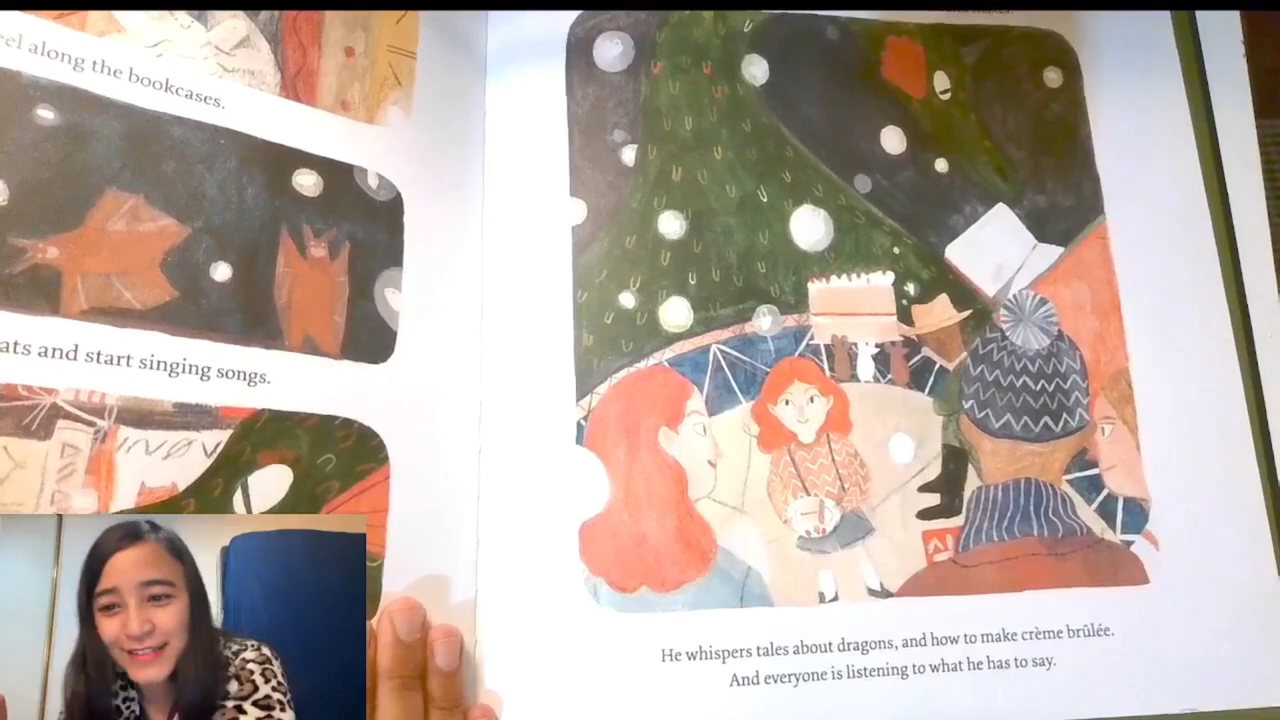 eel along the bookcases.
ats and start singing songs.
He whispers tales about dragons, and how to make crème brûlée.
And everyone is listening to what he has to say.